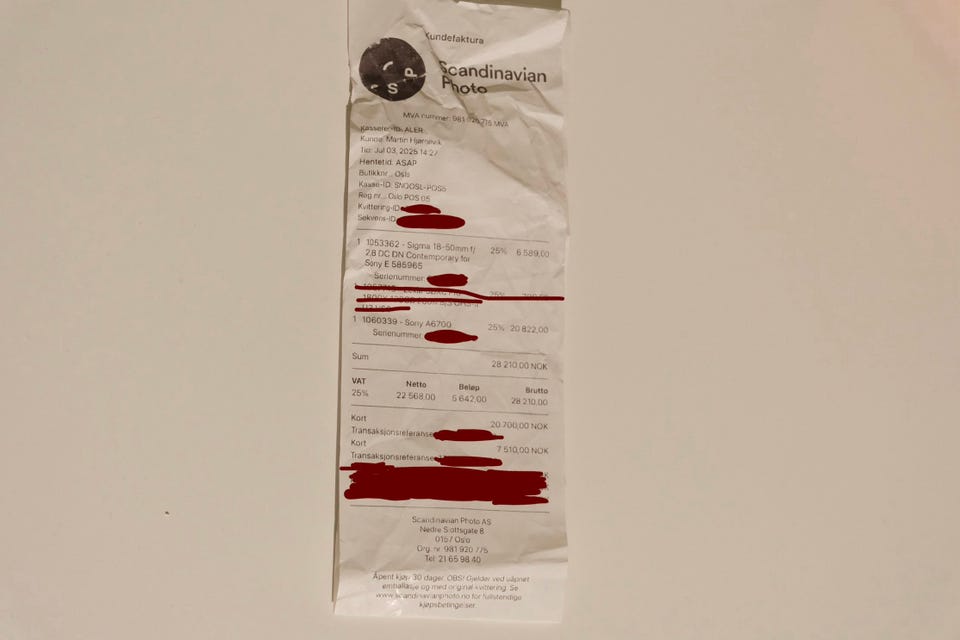 Kundefaktura
S P
Scandinavian
Photo
MVA nummer: 981 920 775 MVA
Kasserer-ID: ALER
Kunde: Martin
Tid: Jul 03, 2025 14:27
Hentetid: ASAP
Butikknr.: Oslo
Kasse-ID: SNOOSL-POS5
Reg nr.: Oslo POS 05
Kvittering-ID:
Sekvens-ID:
1 1053362 - Sigma 18-50mm f/ 25% 6 589,00
2,8 DC DN Contemporary for
Sony E 585965
Serienummer:
1 25%
1 1060339 - Sony A6700 25% 20 822,00
Serienummer:
Sum 28 210,00 NOK
VAT Netto Beløp Brutto
25% 22 568,00 5 642,00 28 210,00
Kort 20 700,00 NOK
Transaksjonsreferanse
Kort 7 510,00 NOK
Transaksjonsreferanse
Scandinavian Photo AS
Nedre Slottsgate 8
0157 Oslo
Org. nr. 981 920 775
Tel: 21 65 98 40
Åpent kjøp 30 dager. OBS! Gjelder ved uåpnet
emballasje og med original kvittering. Se
www.scandinavianphoto.no for fullstendige
kjøpsbetingelser.